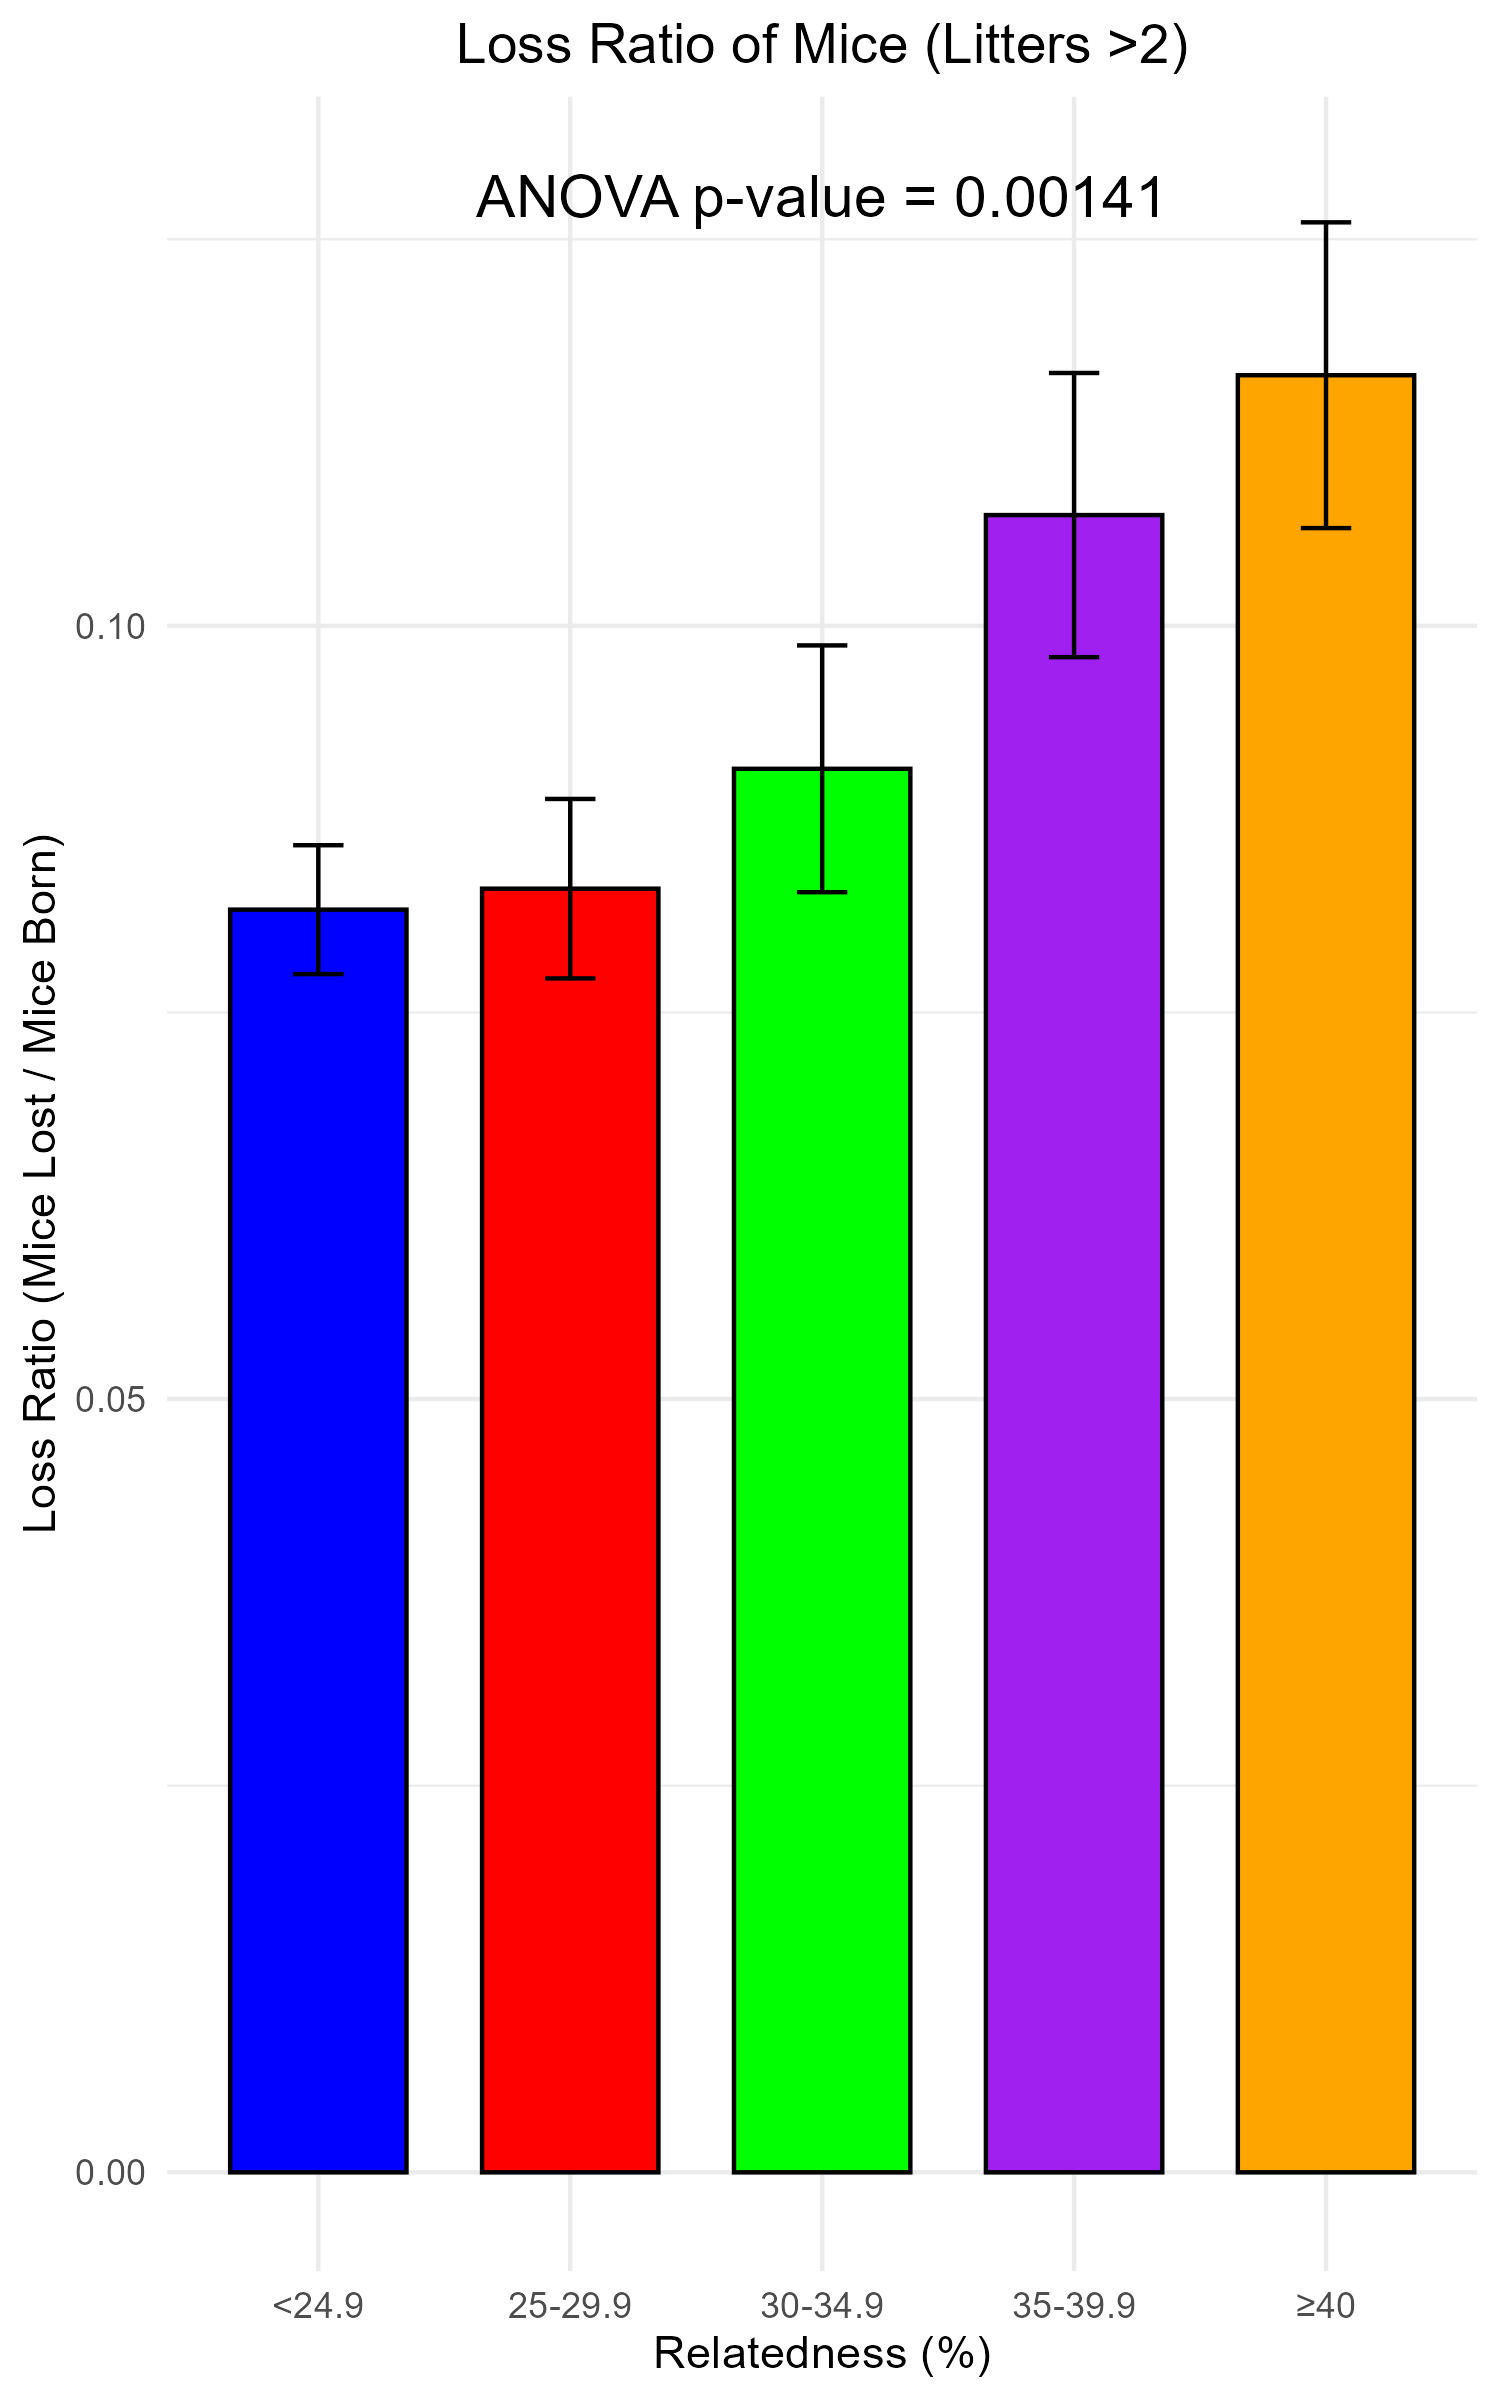 Loss Ratio of Mice (Litters >2)
ANOVA p-value = 0.00141
Loss Ratio (Mice Lost / Mice Born)
0.10
0.05
0.00
<24.9 25-29.9 30-34.9 35-39.9 ≥40
Relatedness (%)